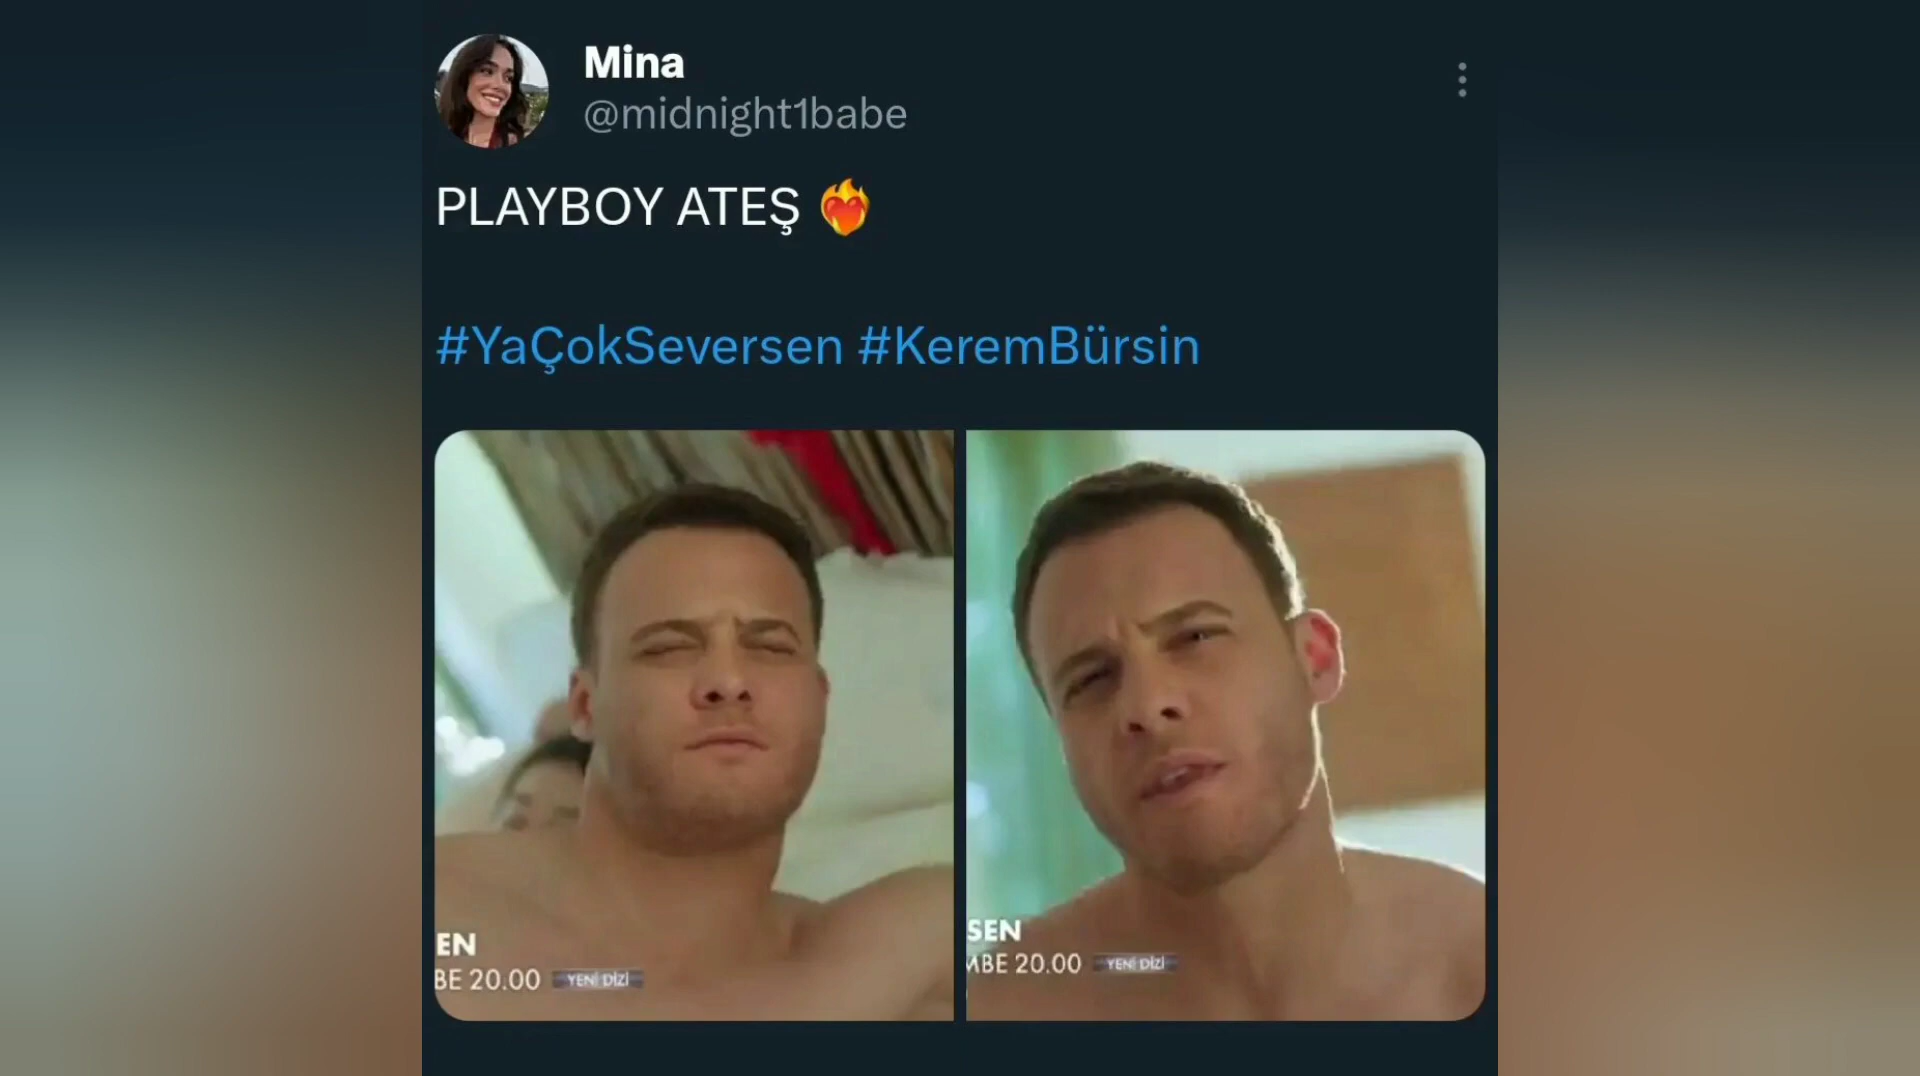 Mina
@midnight1babe
PLAYBOY ATEŞ ❤️‍🔥
#YaÇokSeversen #KeremBürsin
EN
BE 20.00 YENİ DİZİ
SEN
MBE 20.00 YENİ DİZİ